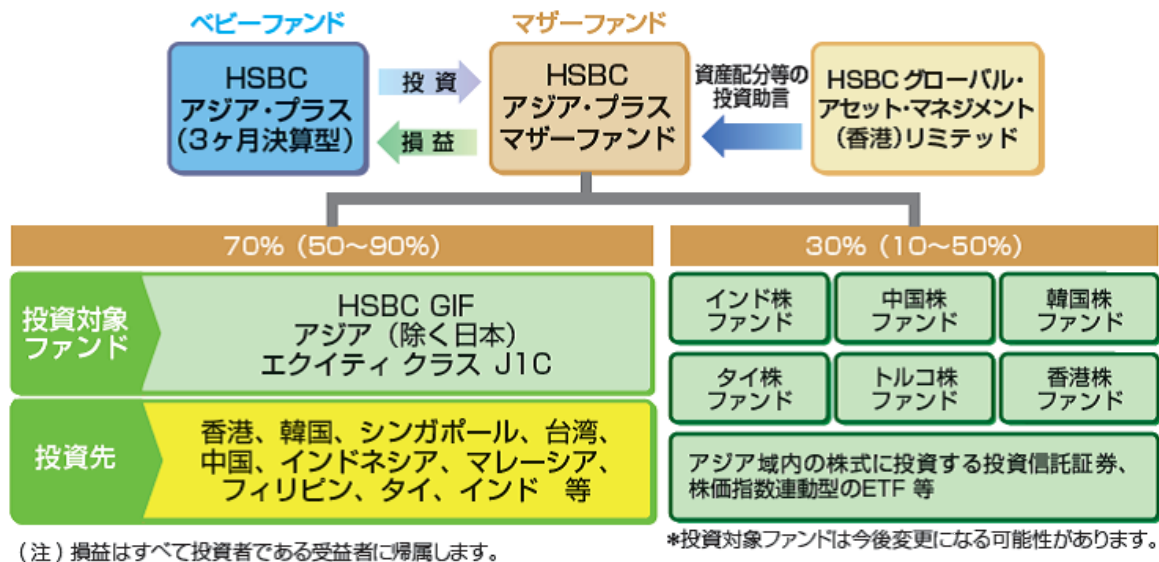 ベビーファンド
マザーファンド
HSBC
アジア・プラス
(3ヶ月決算型)
投 資
損 益
HSBC
アジア・プラス
マザーファンド
資産配分等の
投資助言
HSBC グローバル・
アセット・マネジメント
(香港)リミテッド
70%(50〜90%)
30%(10〜50%)
投資対象
ファンド
HSBC GIF
アジア(除く日本)
エクイティ クラス J1C
投資先
香港、韓国、シンガポール、台湾、
中国、インドネシア、マレーシア、
フィリピン、タイ、インド 等
インド株
ファンド
中国株
ファンド
韓国株
ファンド
タイ株
ファンド
トルコ株
ファンド
香港株
ファンド
アジア域内の株式に投資する投資信託証券、
株価指数連動型のETF 等
(注)損益はすべて投資者である受益者に帰属します。
*投資対象ファンドは今後変更になる可能性があります。